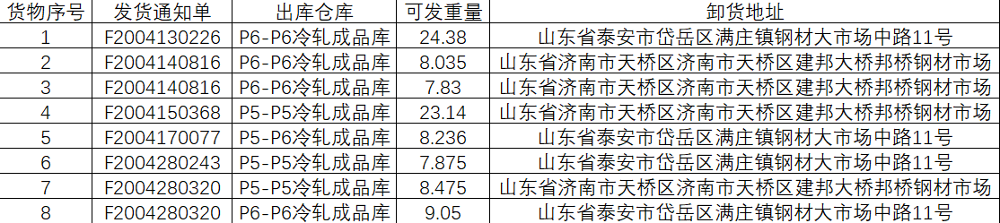 货物序号 发货通知单 出库仓库 可发重量 卸货地址
1 F2004130226 P6-P6冷轧成品库 24.38 山东省泰安市岱岳区满庄镇钢材大市场中路11号
2 F2004140816 P6-P6冷轧成品库 8.035 山东省济南市天桥区济南市天桥区建邦大桥邦桥钢材市场
3 F2004140816 P6-P6冷轧成品库 7.83 山东省济南市天桥区济南市天桥区建邦大桥邦桥钢材市场
4 F2004150368 P5-P5冷轧成品库 23.14 山东省济南市天桥区济南市天桥区建邦大桥邦桥钢材市场
5 F2004170077 P5-P6冷轧成品库 8.236 山东省泰安市岱岳区满庄镇钢材大市场中路11号
6 F2004280243 P5-P5冷轧成品库 7.875 山东省泰安市岱岳区满庄镇钢材大市场中路11号
7 F2004280320 P5-P5冷轧成品库 8.475 山东省济南市天桥区济南市天桥区建邦大桥邦桥钢材市场
8 F2004280320 P6-P6冷轧成品库 9.05 山东省泰安市岱岳区满庄镇钢材大市场中路11号